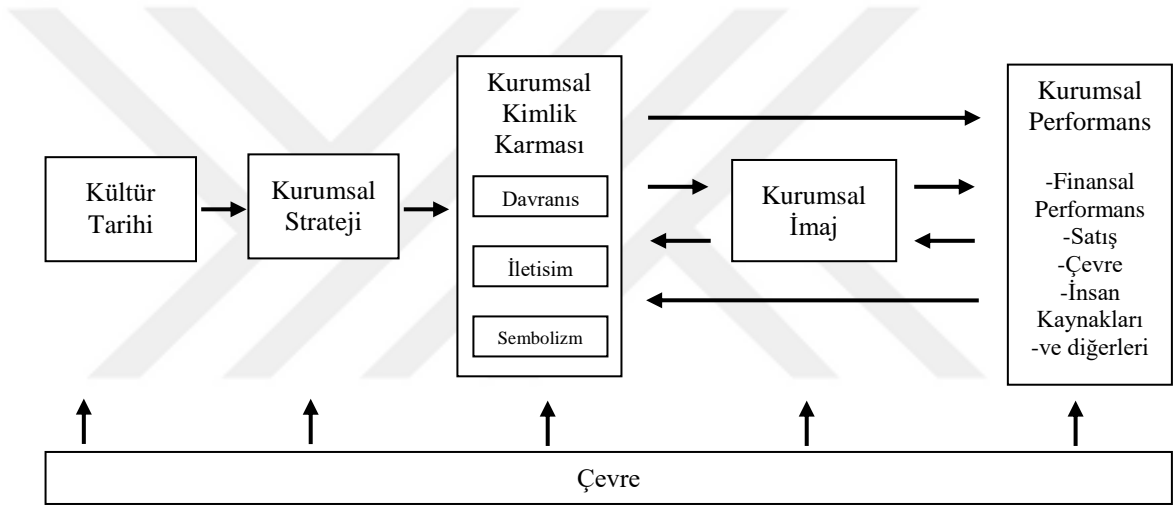 Kültür
Tarihi
Kurumsal
Strateji
Kurumsal
Kimlik
Karması
Davranıs
İletisim
Sembolizm
Kurumsal
İmaj
Kurumsal
Performans
-Finansal
Performans
-Satış
-Çevre
-İnsan
Kaynakları
-ve diğerleri
Çevre